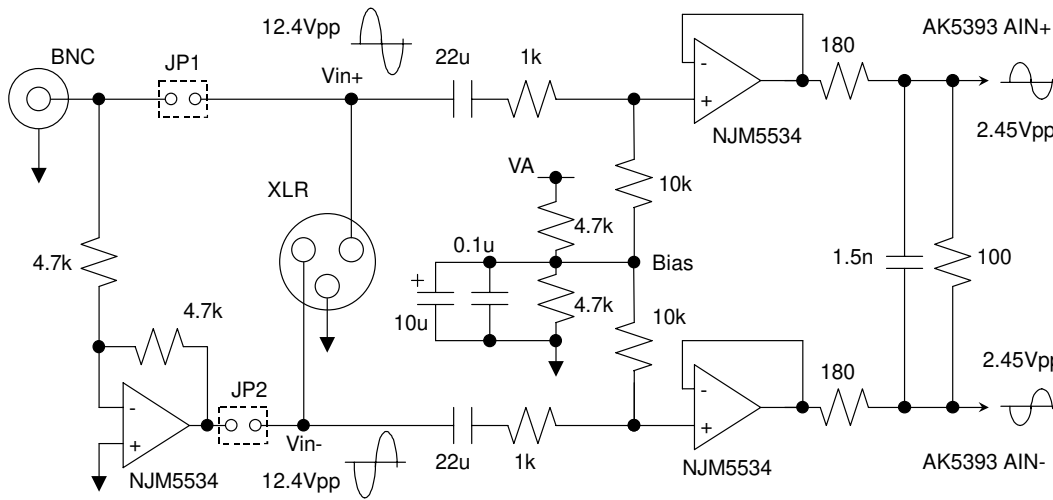 12.4Vpp
BNC
JP1
Vin+
22u
1k
180
AK5393 AIN+
-
+
NJM5534
2.45Vpp
VA
10k
XLR
4.7k
0.1u
4.7k
Bias
+
10u
4.7k
1.5n
100
4.7k
10k
JP2
-
+
180
2.45Vpp
-
+
NJM5534
Vin-
12.4Vpp
22u
1k
NJM5534
AK5393 AIN-